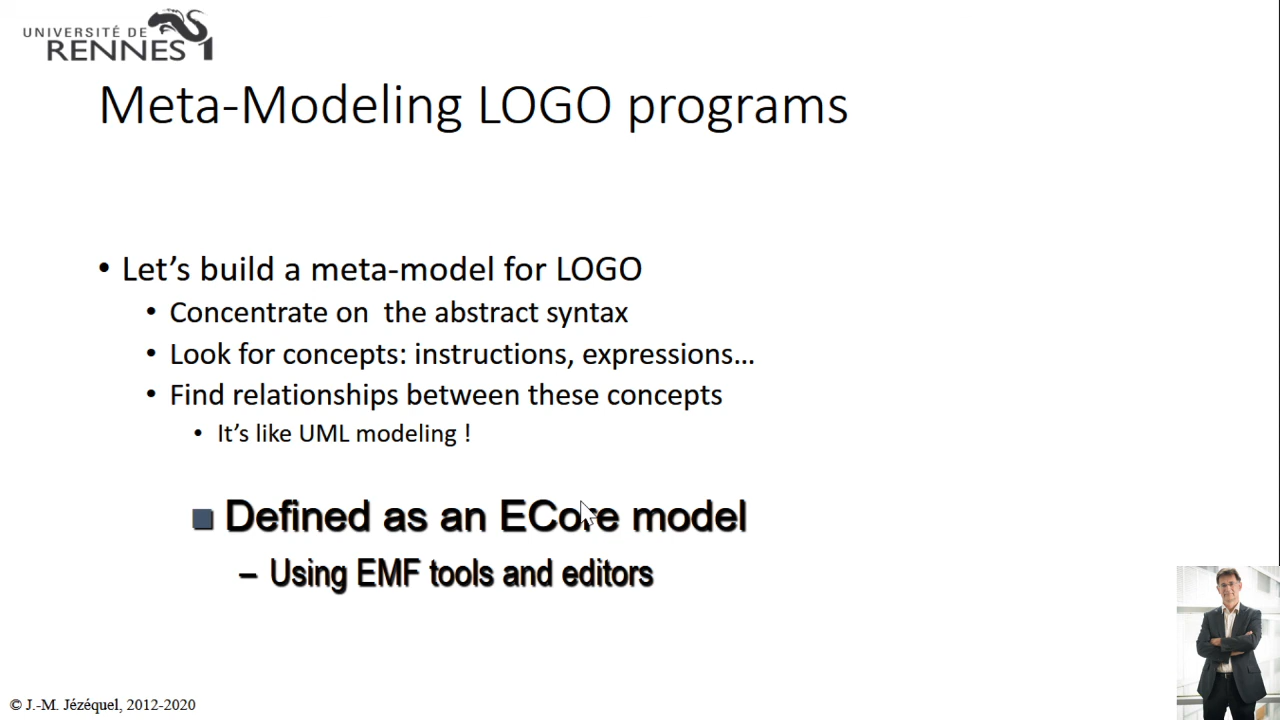 UNIVERSITÉ DE
RENNES 1
Meta-Modeling LOGO programs
• Let's build a meta-model for LOGO
• Concentrate on the abstract syntax
• Look for concepts: instructions, expressions…
• Find relationships between these concepts
• It's like UML modeling !
Defined as an ECore model
– Using EMF tools and editors
© J.-M. Jézéquel, 2012-2020